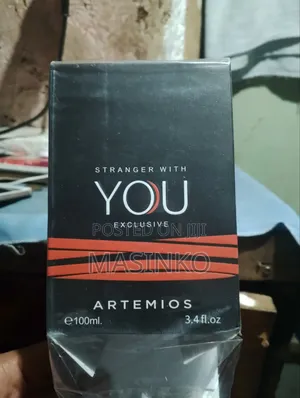 STRANGER WITH
YOU
EXCLUSIVE
POSTED ON
MASINKO
ARTEMIOS
℮100ml. 3.4 fl.oz